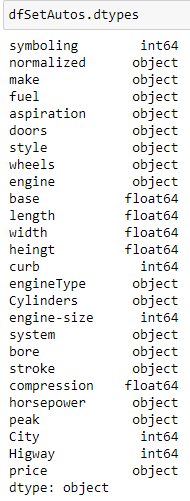 dfSetAutos.dtypes
symboling int64
normalized object
make object
fuel object
aspiration object
doors object
style object
wheels object
engine object
base float64
length float64
width float64
heingt float64
curb int64
engineType object
Cylinders object
engine-size int64
system object
bore object
stroke object
compression float64
horsepower object
peak object
City int64
Higway int64
price object
dtype: object